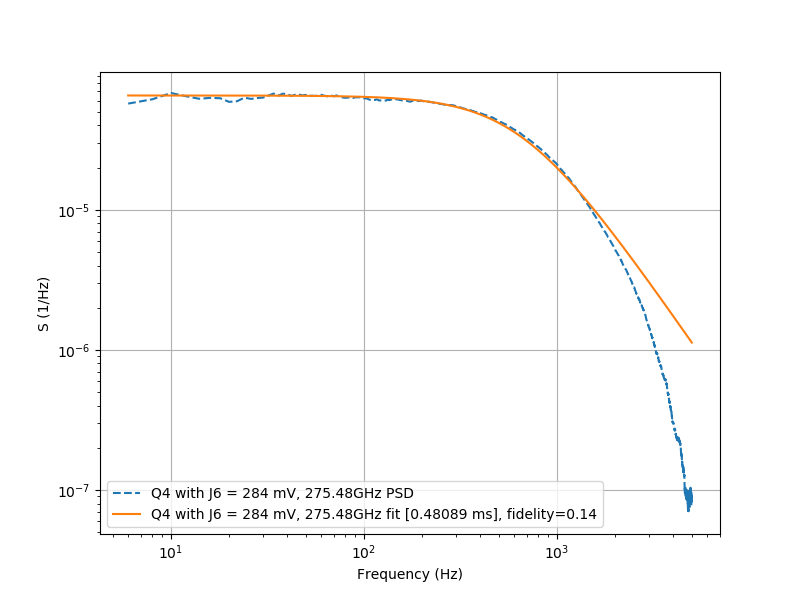 10⁻⁵
10⁻⁶
10⁻⁷
S (1/Hz)
Q4 with J6 = 284 mV, 275.48GHz PSD
Q4 with J6 = 284 mV, 275.48GHz fit [0.48089 ms], fidelity=0.14
10¹ 10² 10³
Frequency (Hz)